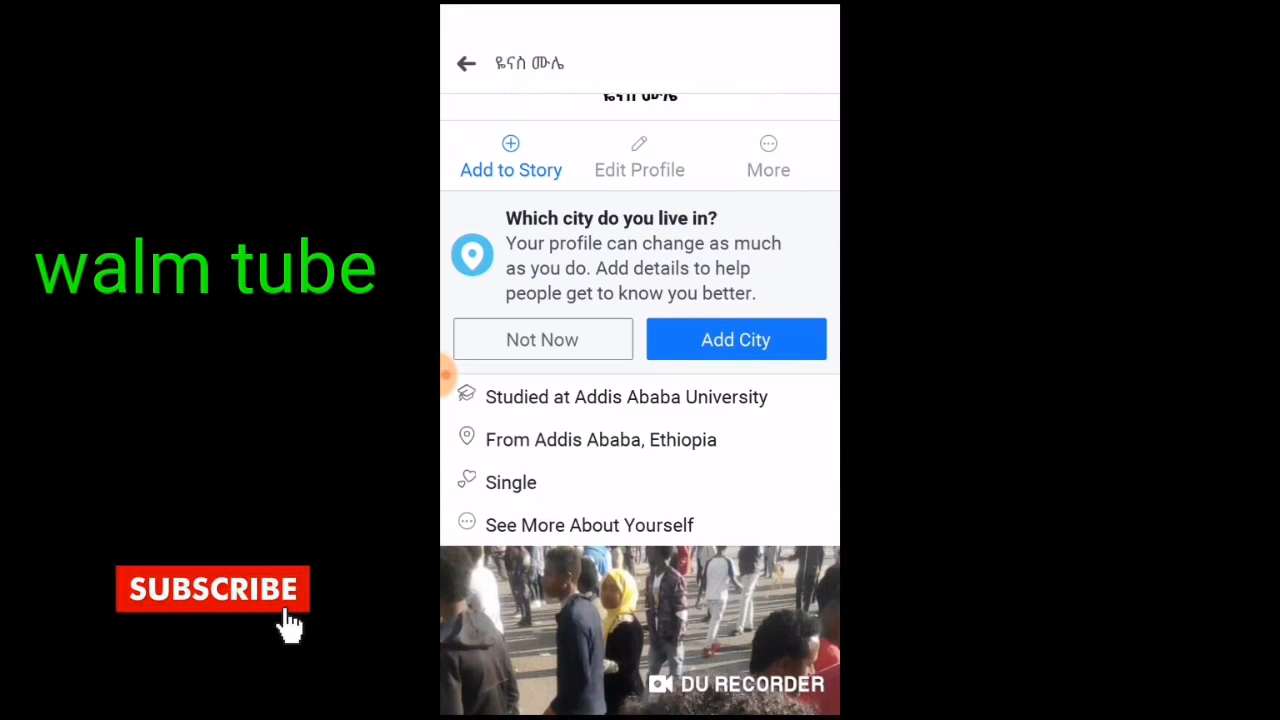 ዬናስ ሙሌ
Add to Story
Edit Profile
More
Which city do you live in?
Your profile can change as much
as you do. Add details to help
people get to know you better.
Not Now
Add City
Studied at Addis Ababa University
From Addis Ababa, Ethiopia
Single
See More About Yourself
walm tube
SUBSCRIBE
DU RECORDER